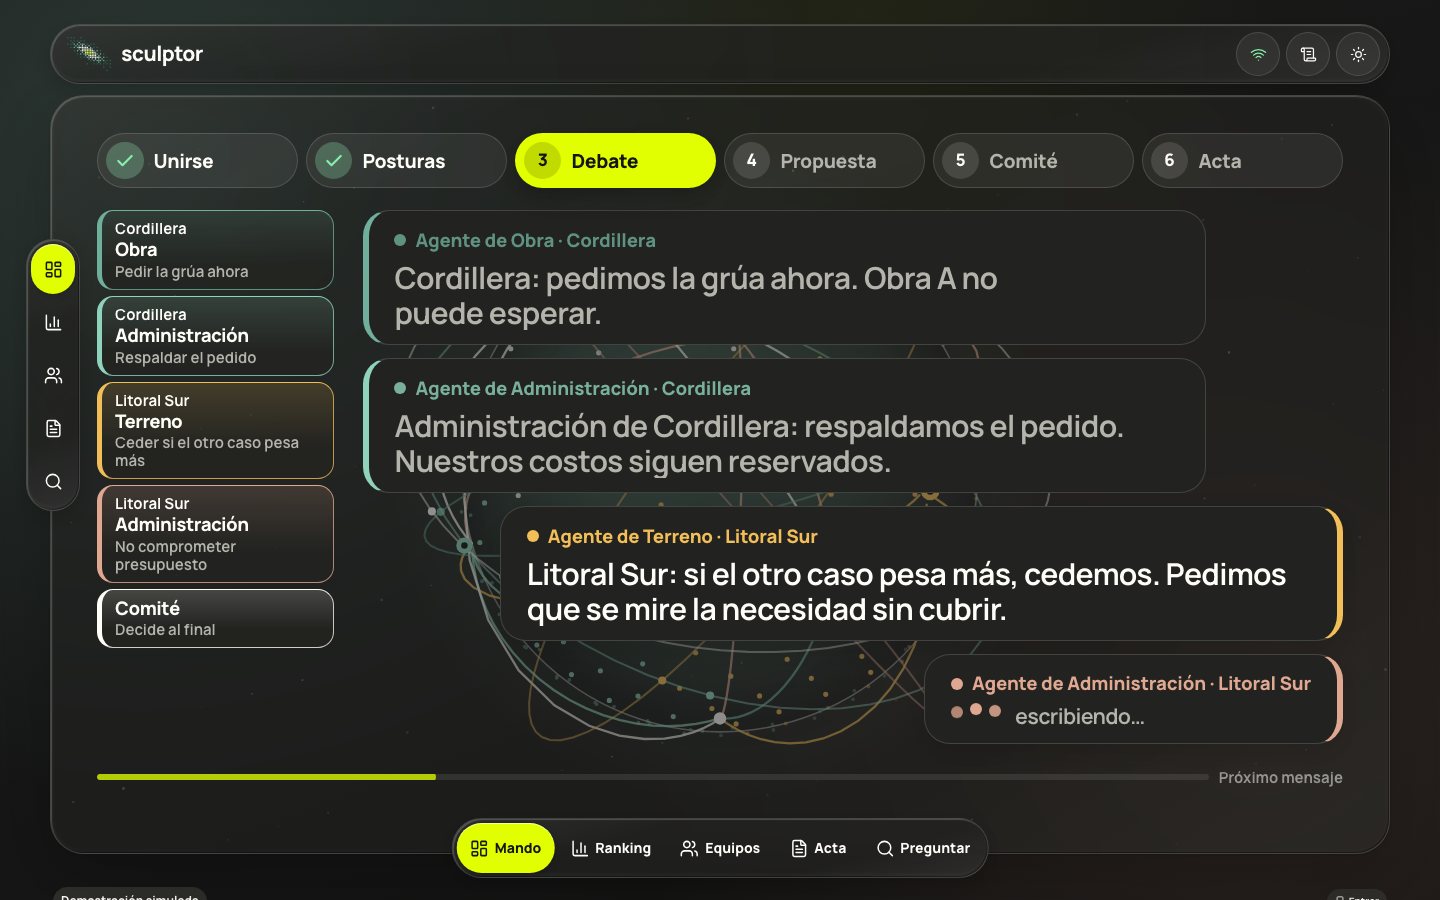 sculptor
Unirse
Posturas
3 Debate
4 Propuesta
5 Comité
6 Acta
Cordillera
Obra
Pedir la grúa ahora
Cordillera
Administración
Respaldar el pedido
Litoral Sur
Terreno
Ceder si el otro caso pesa
más
Litoral Sur
Administración
No comprometer
presupuesto
Comité
Decide al final
Agente de Obra · Cordillera
Cordillera: pedimos la grúa ahora. Obra A no
puede esperar.
Agente de Administración · Cordillera
Administración de Cordillera: respaldamos el pedido.
Nuestros costos siguen reservados.
Agente de Terreno · Litoral Sur
Litoral Sur: si el otro caso pesa más, cedemos. Pedimos
que se mire la necesidad sin cubrir.
Agente de Administración · Litoral Sur
escribiendo...
Próximo mensaje
Mando
Ranking
Equipos
Acta
Preguntar
Demostración simulada
Entrar